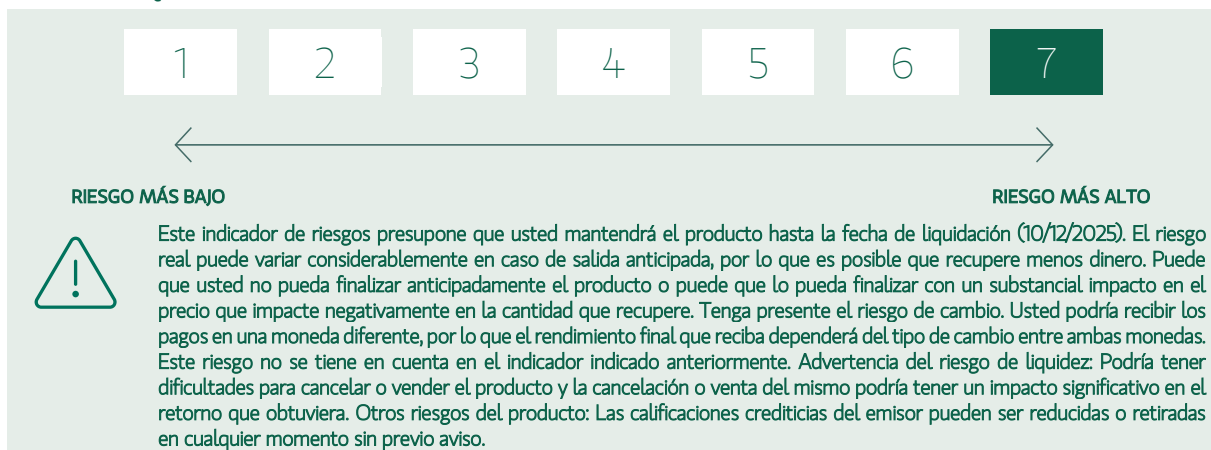 1 2 3 4 5 6 7
RIESGO MÁS BAJO RIESGO MÁS ALTO
Este indicador de riesgos presupone que usted mantendrá el producto hasta la fecha de liquidación (10/12/2025). El riesgo
real puede variar considerablemente en caso de salida anticipada, por lo que es posible que recupere menos dinero. Puede
que usted no pueda finalizar anticipadamente el producto o puede que lo pueda finalizar con un substancial impacto en el
precio que impacte negativamente en la cantidad que recupere. Tenga presente el riesgo de cambio. Usted podría recibir los
pagos en una moneda diferente, por lo que el rendimiento final que reciba dependerá del tipo de cambio entre ambas monedas.
Este riesgo no se tiene en cuenta en el indicador indicado anteriormente. Advertencia del riesgo de liquidez: Podría tener
dificultades para cancelar o vender el producto y la cancelación o venta del mismo podría tener un impacto significativo en el
retorno que obtuviera. Otros riesgos del producto: Las calificaciones crediticias del emisor pueden ser reducidas o retiradas
en cualquier momento sin previo aviso.